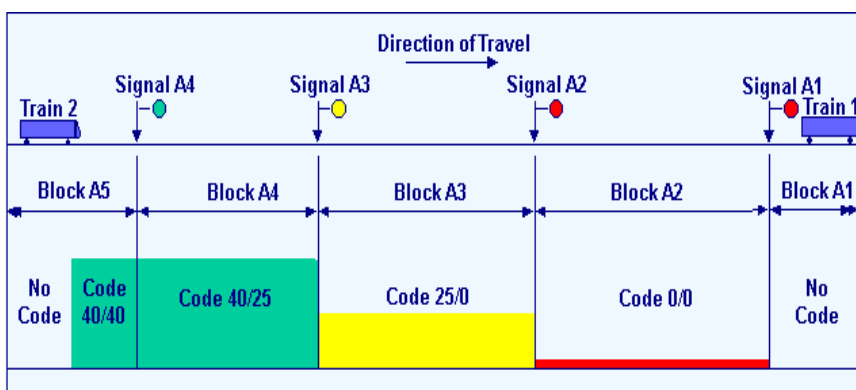 Direction of Travel
Signal A4
Signal A3
Signal A2
Signal A1
Train 2
Train 1
Block A5
Block A4
Block A3
Block A2
Block A1
No
Code
Code
40/40
Code 40/25
Code 25/0
Code 0/0
No
Code